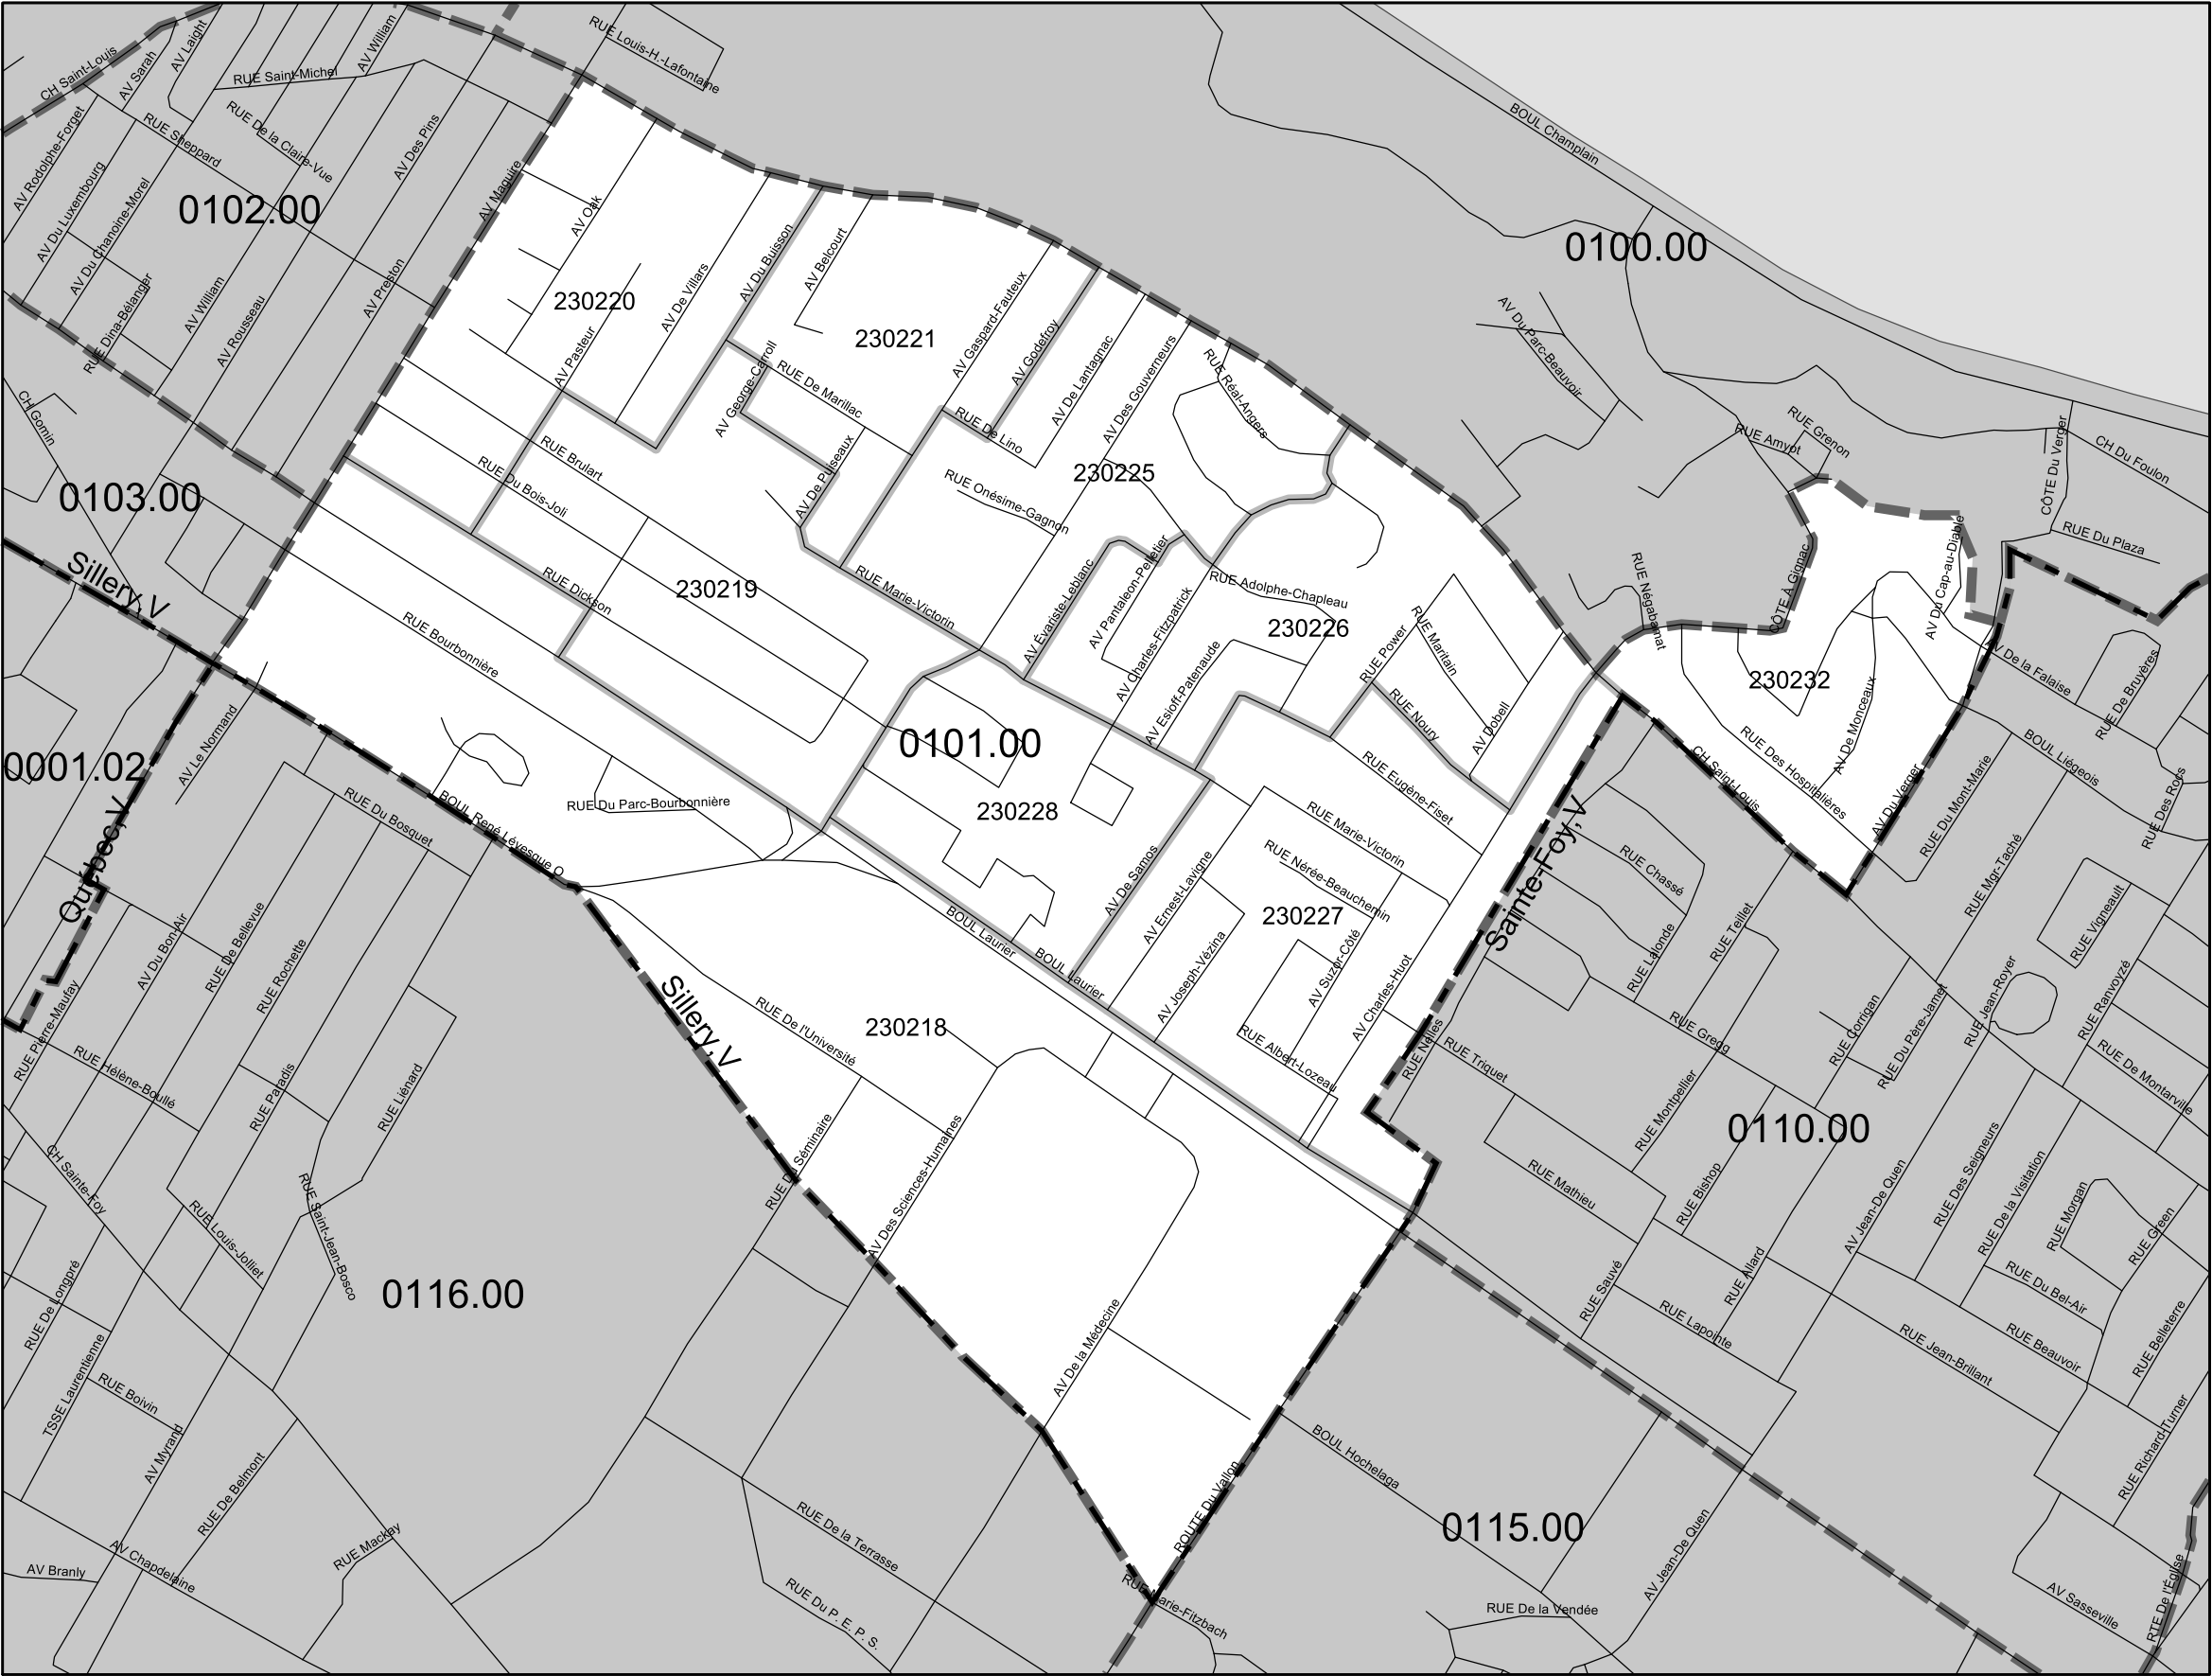 RUE Louis-H.-Lafontaine
CH Saint-Louis
AV Sarah
AV Laight
AV William
RUE Saint-Michel
AV Rodolphe-Forget
RUE Sheppard
RUE De la Claire-Vue
AV Des Pins
AV Maguire
BOUL Champlain
AV Du Luxembourg
AV Du Chanoine-Morel
0102.00
AV Oak
0100.00
RUE Dina-Bélanger
AV William
AV Rousseau
AV Preston
230220
AV Pasteur
AV De Villars
AV Du Buisson
AV Belcourt
230221
AV Gaspard-Fauteux
AV Godefroy
AV De Lantagnac
AV Des Gouverneurs
RUE Réal-Angers
AV Du Parc-Beauvoir
CH Gomin
AV George-Carroll
RUE De Marillac
RUE De Lino
RUE Amypt
RUE Grenon
CÔTE Du Verger
CH Du Foulon
0103.00
RUE Brulart
RUE Du Bois-Joli
AV De Puiseaux
RUE Onésime-Gagnon
230225
RUE Du Plaza
Sillery, V
RUE Dickson
230219
RUE Marie-Victorin
AV Évariste-Leblanc
AV Pantaleon-Pelletier
AV Charles-Fitzpatrick
RUE Adolphe-Chapleau
230226
RUE Power
RUE Maritain
RUE Négabamat
CÔTE À Gignac
AV Du Cap-au-Diable
RUE Bourbonnière
AV Esioff-Patenaude
RUE Noury
AV Dobell
230232
AV De la Falaise
RUE De Bruyères
0001.02
AV Le Normand
0101.00
RUE Eugène-Fiset
CH Saint-Louis
RUE Des Hospitalières
AV De Monceaux
AV Du Verger
BOUL Liégeois
RUE Du Mont-Marie
RUE Des Rocs
Québec, V
RUE Du Bosquet
BOUL René Lévesque O
RUE Du Parc-Bourbonnière
230228
RUE Marie-Victorin
Sainte-Foy, V
RUE Mgr-Taché
AV Du Bon-Air
RUE De Bellevue
RUE Rochette
BOUL Laurier
BOUL Laurier
AV De Samos
AV Ernest-Lavigne
RUE Nérée-Beauchemin
230227
RUE Chassé
RUE Lalonde
RUE Teillet
RUE Vigneault
RUE Pierre-Maufay
Sillery, V
RUE De l'Université
230218
AV Joseph-Vézina
AV Suzor-Côté
AV Charles-Huot
RUE Albert-Lozeau
RUE Nelles
RUE Triquet
RUE Gregg
RUE Corrigan
RUE Du Père-Jamet
RUE Jean-Royer
RUE Ranvoyzé
RUE De Montarville
RUE Hélène-Boullé
RUE Paradis
RUE Liénard
RUE Du Séminaire
AV Des Sciences-Humaines
RUE Montpellier
0110.00
CH Sainte-Foy
RUE Louis-Jolliet
RUE Saint-Jean-Bosco
RUE Mathieu
RUE Bishop
AV Jean-De Quen
RUE Des Seigneurs
RUE De la Visitation
RUE Morgan
RUE Green
RUE De Longpré
0116.00
AV De la Médecine
RUE Sauvé
RUE Lapointe
RUE Allard
RUE Du Bel-Air
RUE Jean-Brillant
RUE Beauvoir
RUE Belleterre
TSSE Laurentienne
RUE Boivin
AV Myrand
RUE De Belmont
RUE Mackay
RUE De la Terrasse
ROUTE Du Vallon
BOUL Hochelaga
0115.00
AV Jean-De Quen
RUE Richard-Turner
AV Branly
AV Chapdelaine
RUE Du P. E. P. S.
RUE Marie-Fitzbach
RUE De la Vendée
AV Sasseville
RTE De l'Église